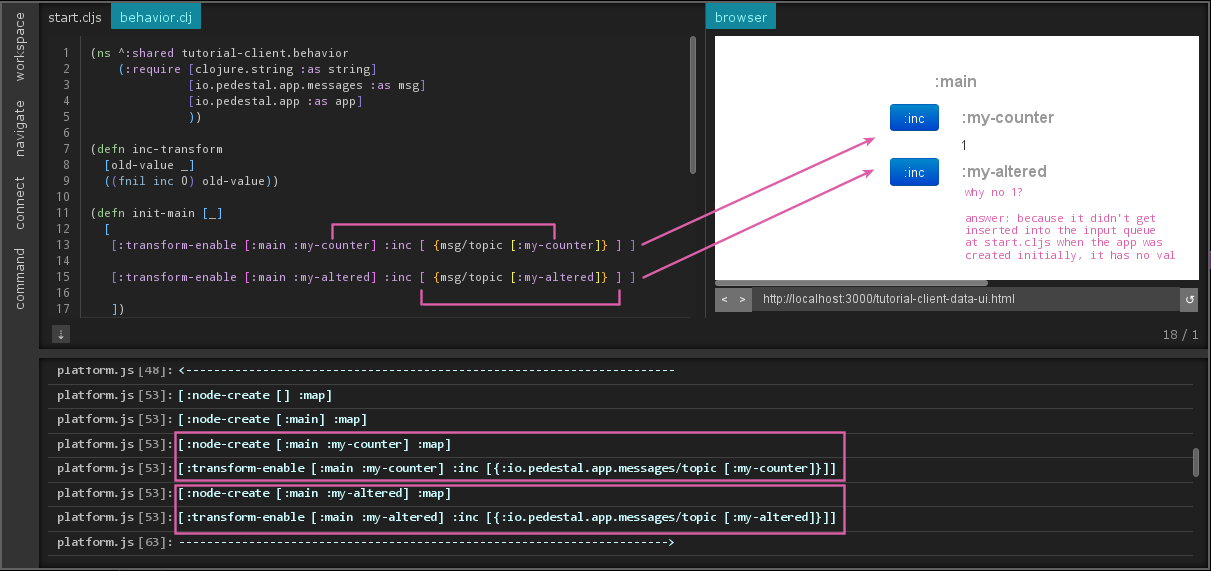 workspace
navigate
connect
command
start.cljs
behavior.clj
1 (ns ^:shared tutorial-client.behavior
2 (:require [clojure.string :as string]
3 [io.pedestal.app.messages :as msg]
4 [io.pedestal.app :as app]
5 ))
6
7 (defn inc-transform
8 [old-value _]
9 ((fnil inc 0) old-value))
10
11 (defn init-main [_]
12 [
13 [:transform-enable [:main :my-counter] :inc [ {msg/topic [:my-counter]} ] ]
14
15 [:transform-enable [:main :my-altered] :inc [ {msg/topic [:my-altered]} ] ]
16
17 ])
↓
browser
:main
:inc :my-counter
1
:inc :my-altered
why no 1?
answer: because it didn't get
inserted into the input queue
at start.cljs when the app was
created initially, it has no val
< > http://localhost:3000/tutorial-client-data-ui.html ↺
18 / 1
platform.js [48]: <----------------------------------------------------------------------
platform.js [53]: [:node-create [] :map]
platform.js [53]: [:node-create [:main] :map]
platform.js [53]: [:node-create [:main :my-counter] :map]
platform.js [53]: [:transform-enable [:main :my-counter] :inc [{:io.pedestal.app.messages/topic [:my-counter]}]]
platform.js [53]: [:node-create [:main :my-altered] :map]
platform.js [53]: [:transform-enable [:main :my-altered] :inc [{:io.pedestal.app.messages/topic [:my-altered]}]]
platform.js [63]: ---------------------------------------------------------------------->